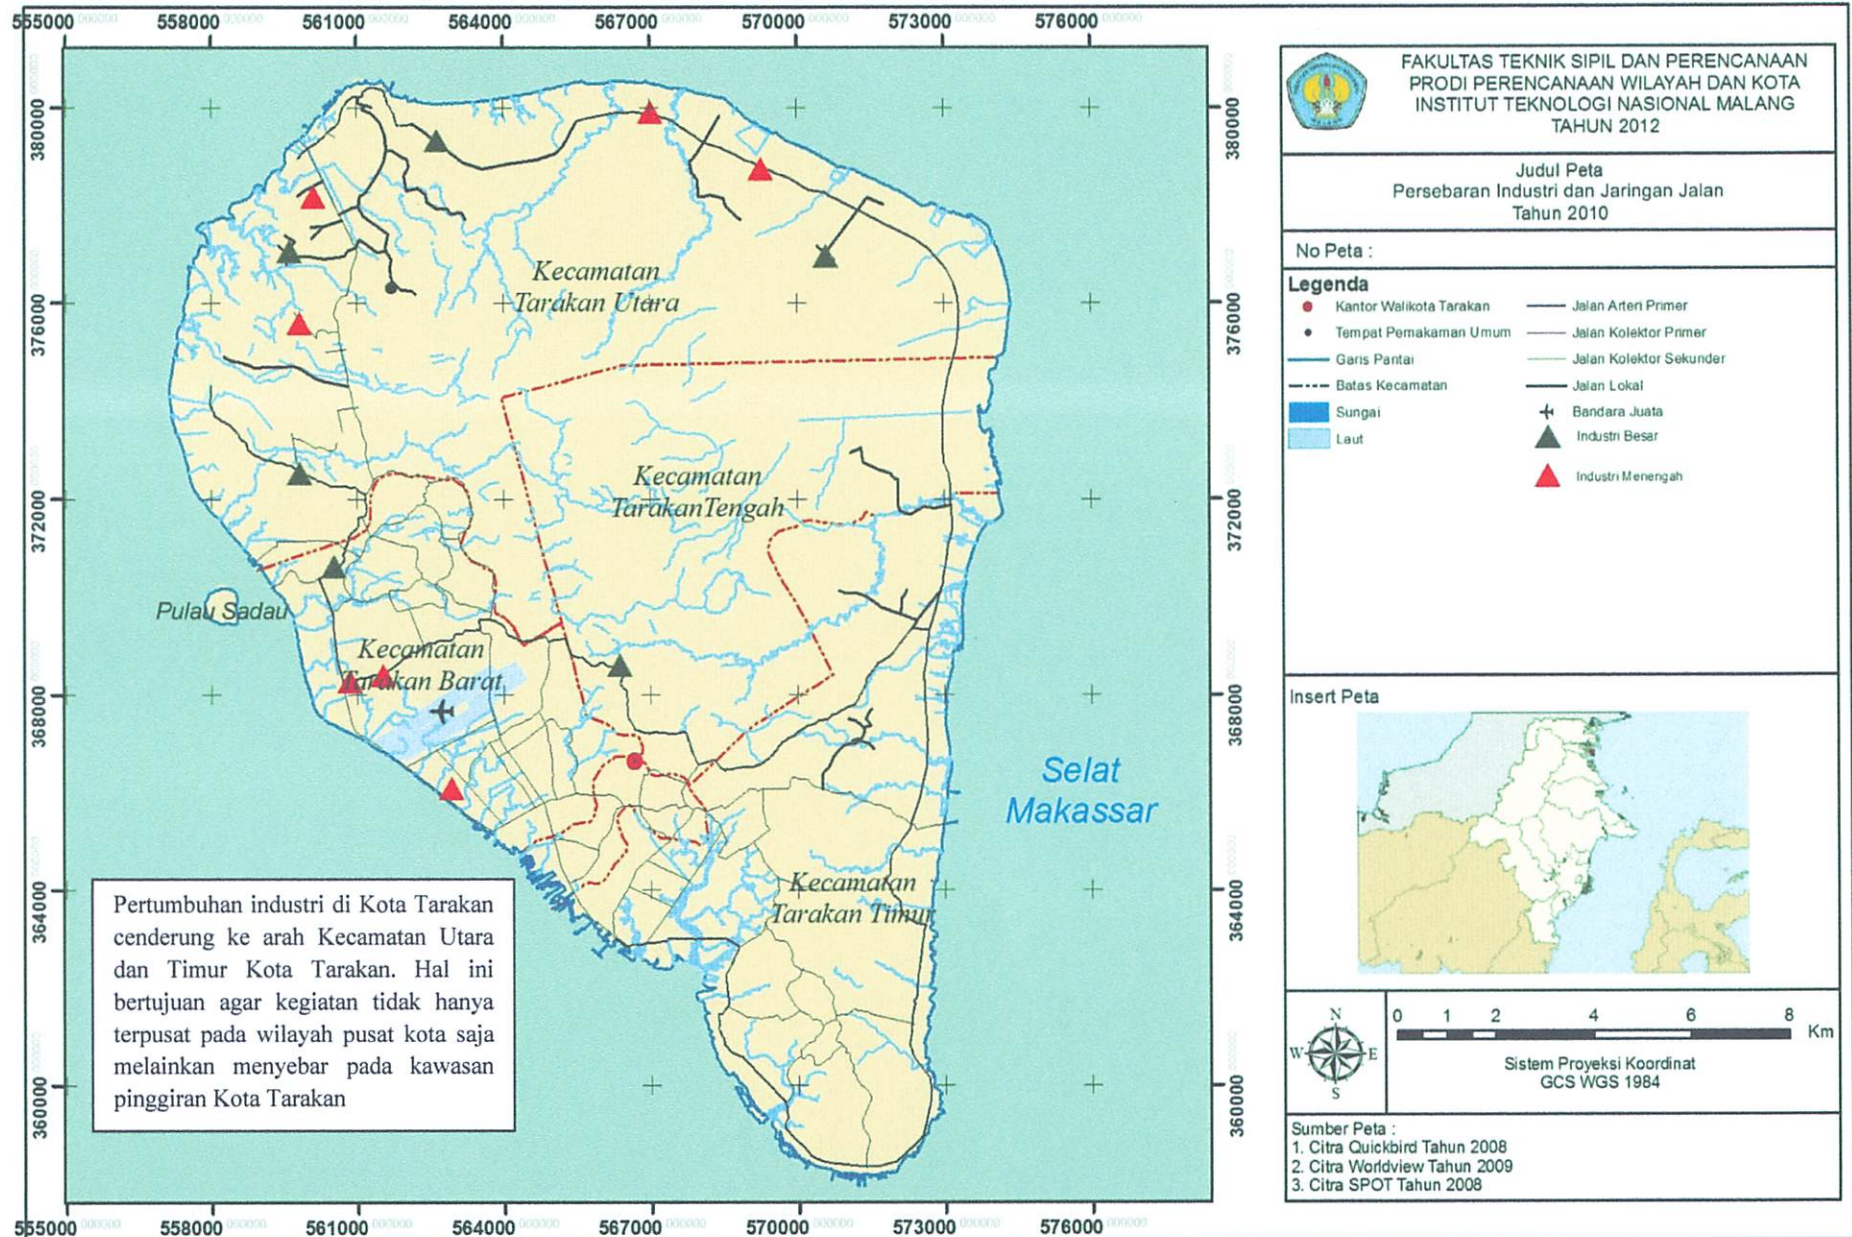 555000 558000 561000 564000 567000 570000 573000 576000
380000
376000
372000
368000
364000
360000
380000
376000
372000
368000
364000
360000
Kecamatan
Tarakan Utara
Kecamatan
TarakanTengah
Pulau Sadau
Kecamatan
Tarakan Barat
Selat
Makassar
Kecamatan
Tarakan Timur
Pertumbuhan industri di Kota Tarakan
cenderung ke arah Kecamatan Utara
dan Timur Kota Tarakan. Hal ini
bertujuan agar kegiatan tidak hanya
terpusat pada wilayah pusat kota saja
melainkan menyebar pada kawasan
pinggiran Kota Tarakan
555000 558000 561000 564000 567000 570000 573000 576000
FAKULTAS TEKNIK SIPIL DAN PERENCANAAN
PRODI PERENCANAAN WILAYAH DAN KOTA
INSTITUT TEKNOLOGI NASIONAL MALANG
TAHUN 2012
Judul Peta
Persebaran Industri dan Jaringan Jalan
Tahun 2010
No Peta :
Legenda
Kantor Walikota Tarakan
Tempat Pemakaman Umum
Garis Pantai
Batas Kecamatan
Sungai
Laut
Jalan Arteri Primer
Jalan Kolektor Primer
Jalan Kolektor Sekunder
Jalan Lokal
Bandara Juata
Industri Besar
Industri Menengah
Insert Peta
N
W E
S
0 1 2 4 6 8
Km
Sistem Proyeksi Koordinat
GCS WGS 1984
Sumber Peta :
1. Citra Quickbird Tahun 2008
2. Citra Worldview Tahun 2009
3. Citra SPOT Tahun 2008